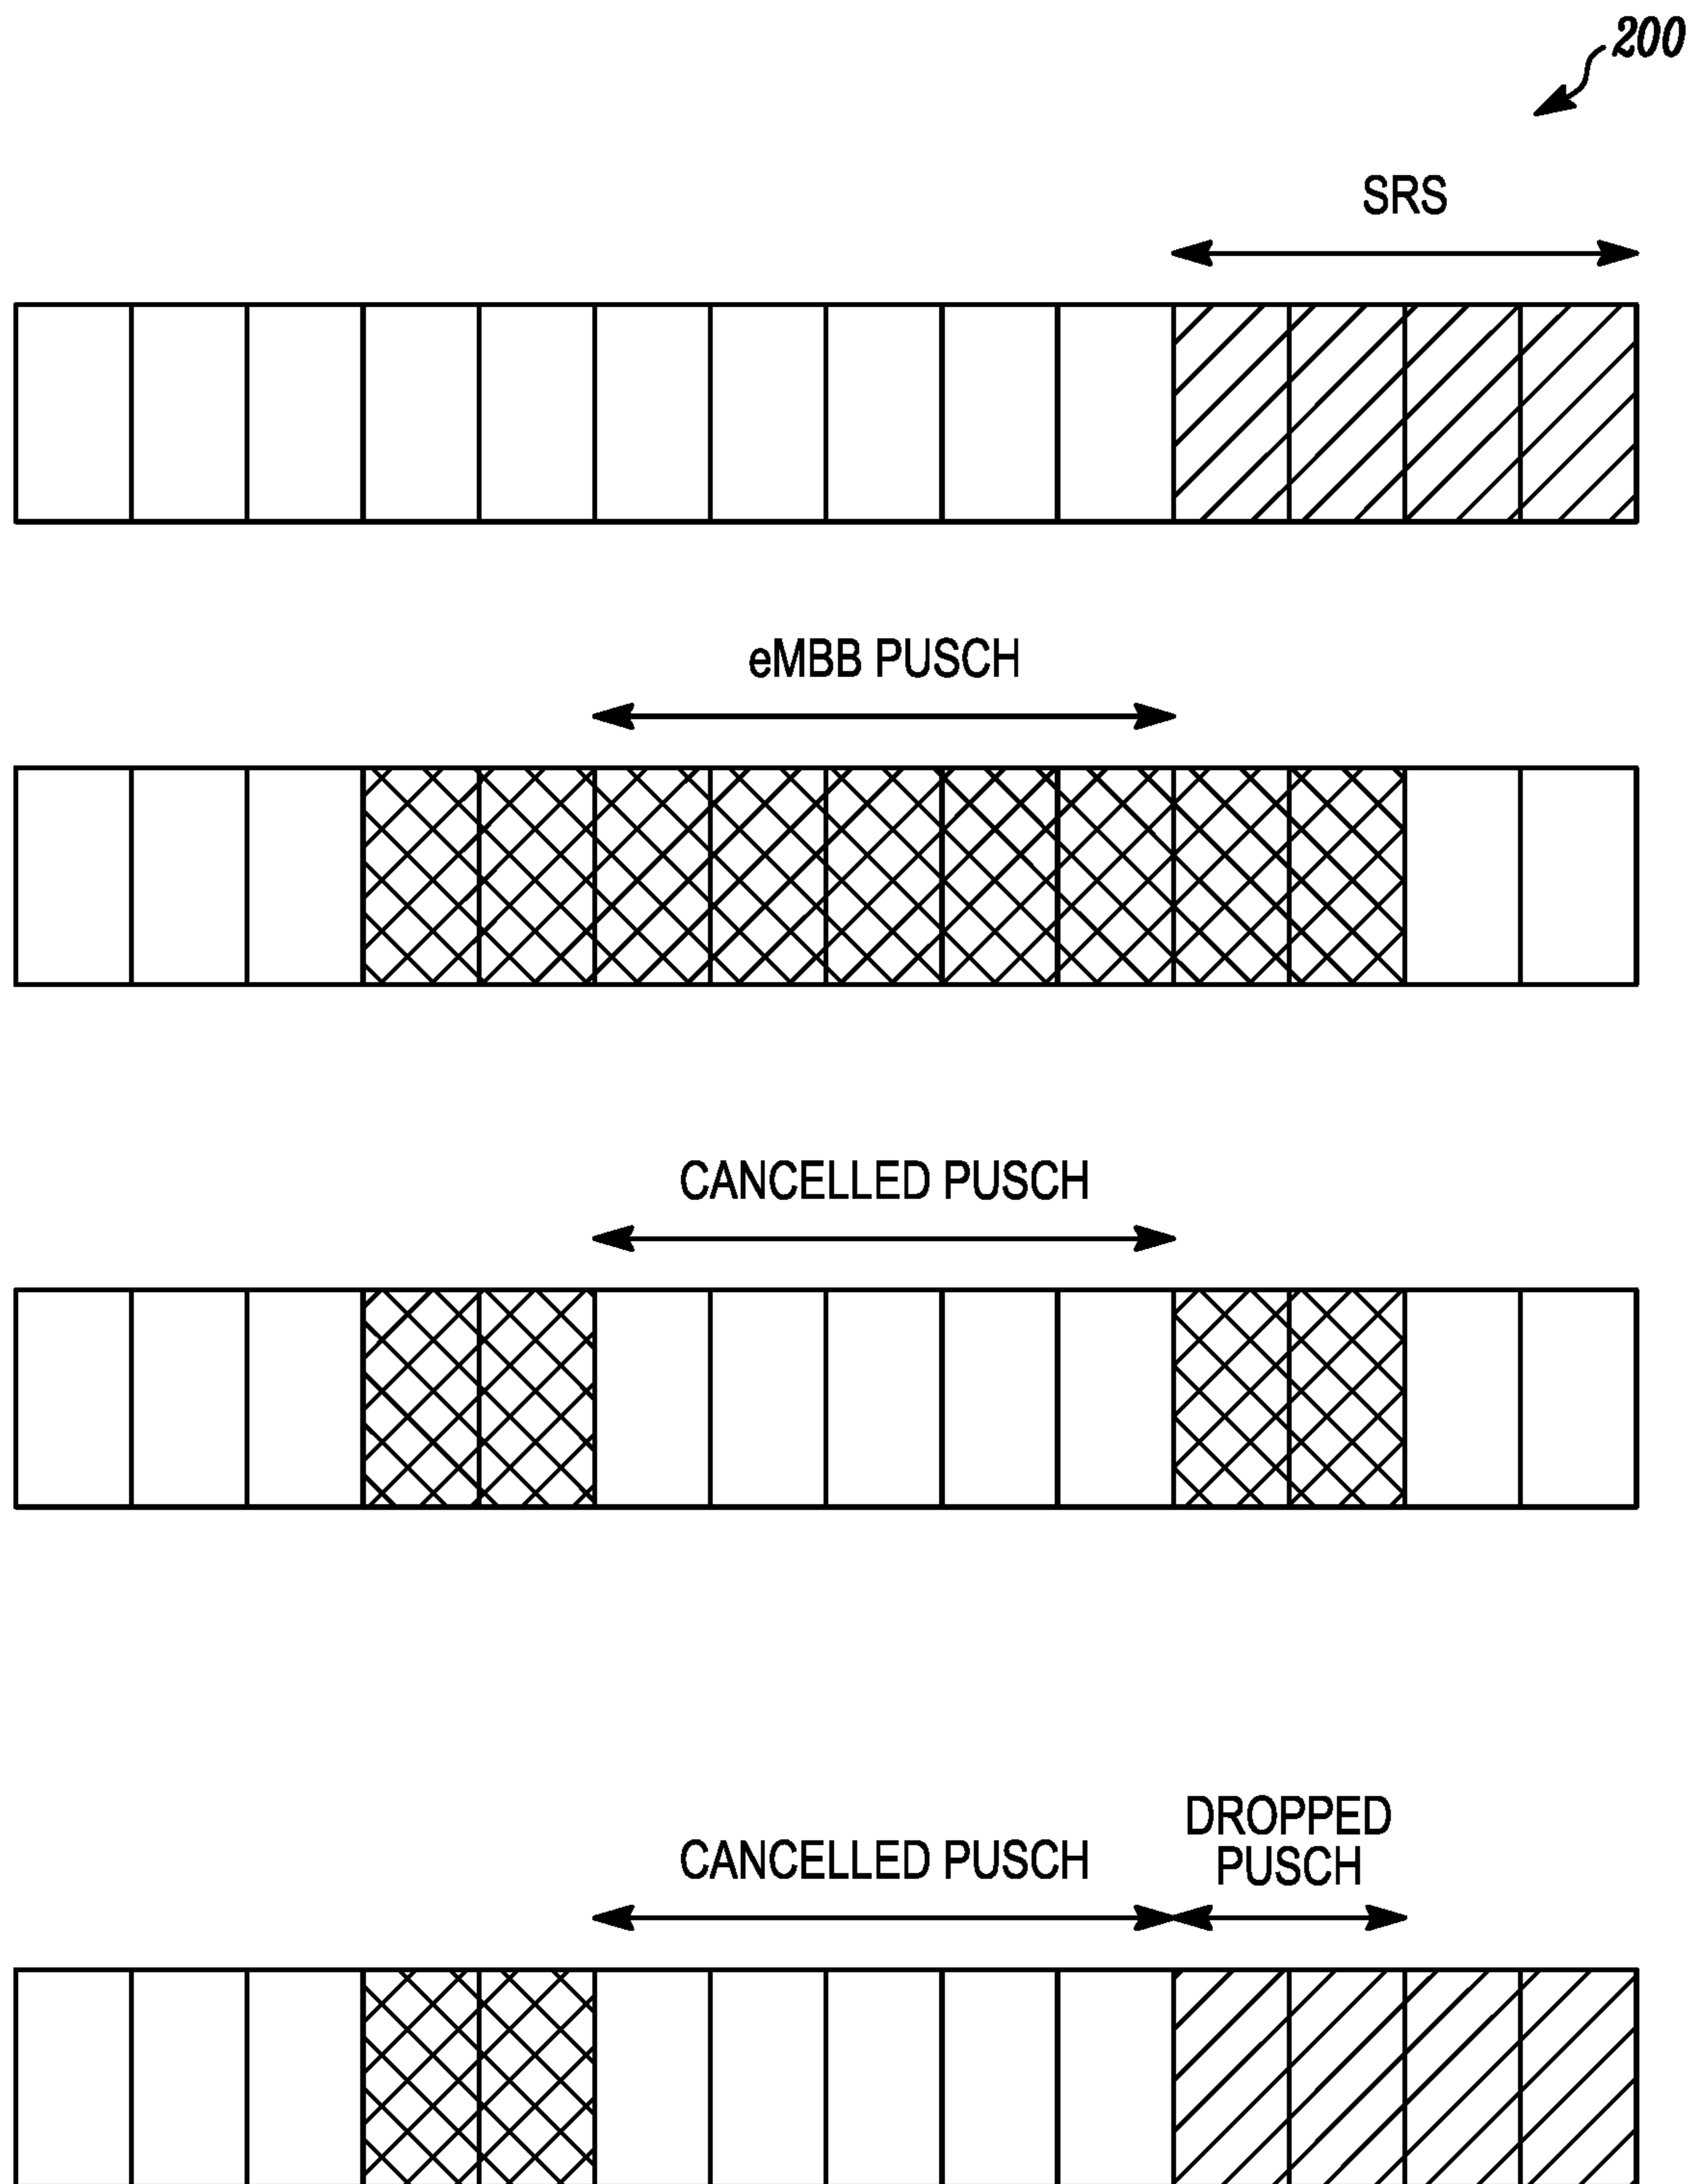 200
SRS
eMBB PUSCH
CANCELLED PUSCH
DROPPED
PUSCH
CANCELLED PUSCH